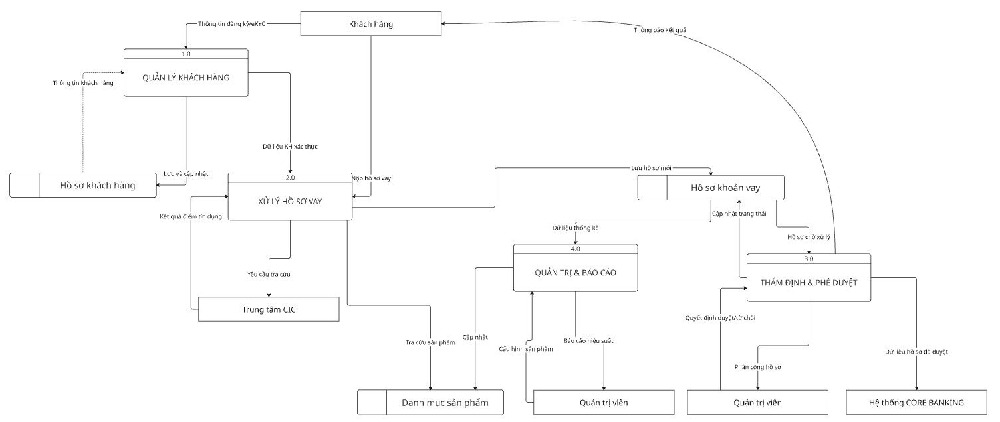 Khách hàng
Thông tin đăng ký/eKYC
Thông báo kết quả
1.0
QUẢN LÝ KHÁCH HÀNG
Thông tin khách hàng
Dữ liệu KH xác thực
Lưu và cập nhật
Hồ sơ khách hàng
2.0
XỬ LÝ HỒ SƠ VAY
Nộp hồ sơ vay
Lưu hồ sơ mới
Hồ sơ khoản vay
Kết quả điểm tín dụng
Cập nhật trạng thái
Dữ liệu thống kê
Hồ sơ chờ xử lý
4.0
QUẢN TRỊ & BÁO CÁO
3.0
THẨM ĐỊNH & PHÊ DUYỆT
Yêu cầu tra cứu
Trung tâm CIC
Quyết định duyệt/từ chối
Tra cứu sản phẩm
Cập nhật
Cấu hình sản phẩm
Báo cáo hiệu suất
Dữ liệu hồ sơ đã duyệt
Phân công hồ sơ
Danh mục sản phẩm
Quản trị viên
Quản trị viên
Hệ thống CORE BANKING